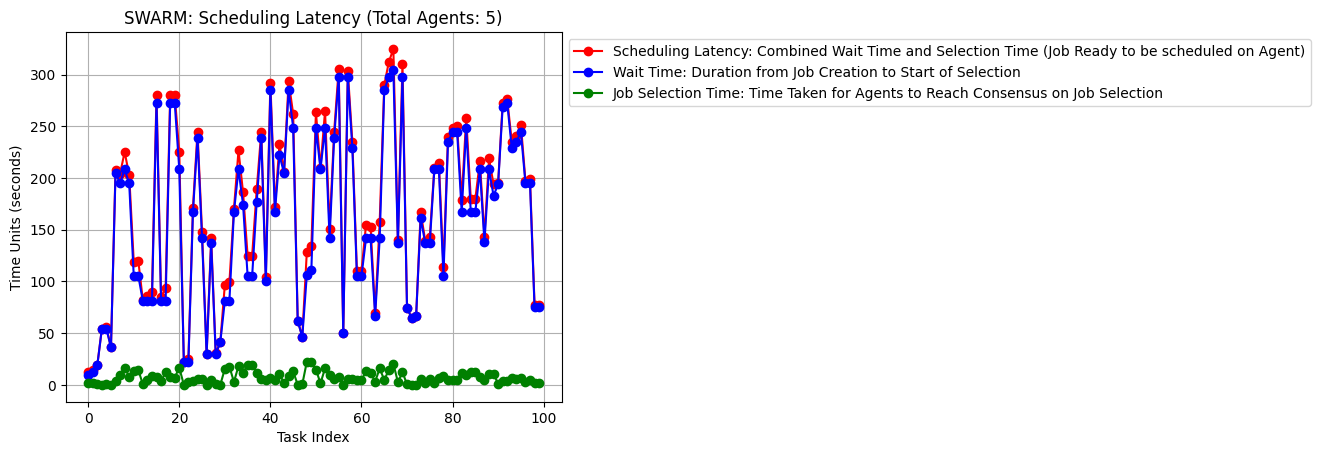 SWARM: Scheduling Latency (Total Agents: 5)
Scheduling Latency: Combined Wait Time and Selection Time (Job Ready to be scheduled on Agent)
Wait Time: Duration from Job Creation to Start of Selection
Job Selection Time: Time Taken for Agents to Reach Consensus on Job Selection
Time Units (seconds)
300
250
200
150
100
50
0
0 20 40 60 80 100
Task Index